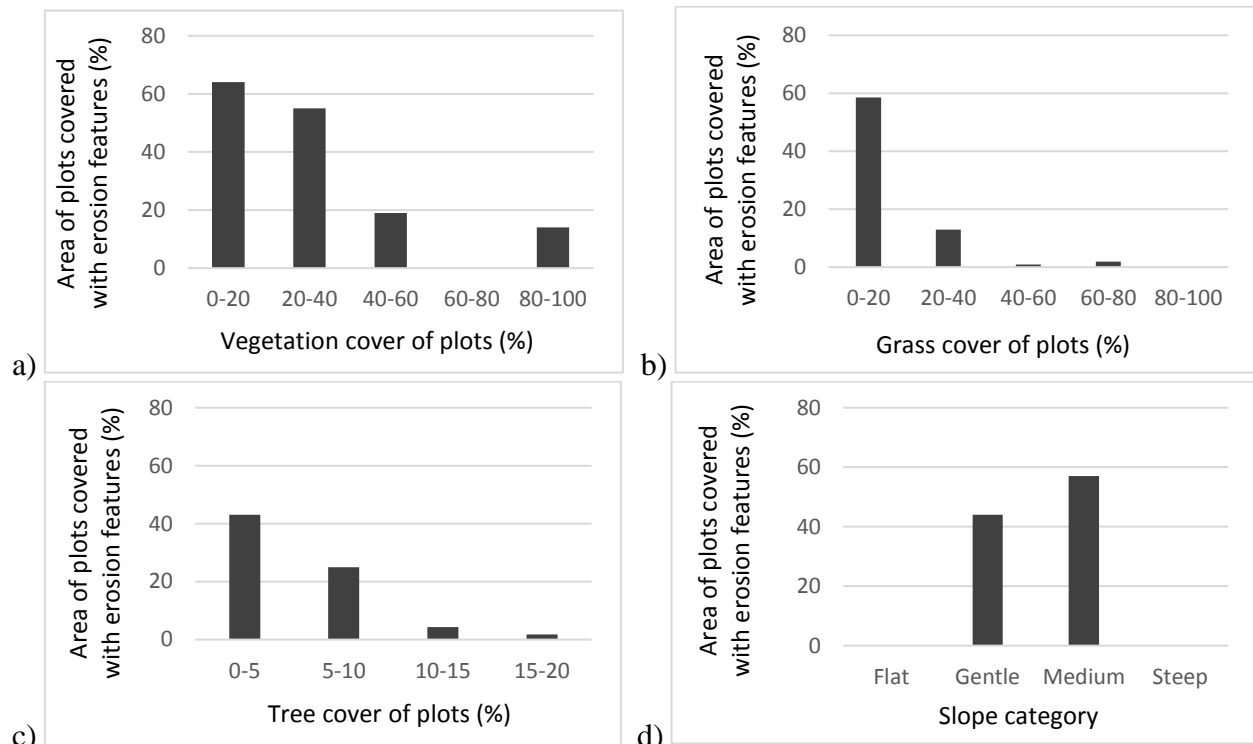 Area of plots covered
with erosion features (%)
80
60
40
20
0
0-20 20-40 40-60 60-80 80-100
Vegetation cover of plots (%)
a)
Area of plots covered
with erosion features (%)
80
60
40
20
0
0-20 20-40 40-60 60-80 80-100
Grass cover of plots (%)
b)
Area of plots covered
with erosion features (%)
80
60
40
20
0
0-5 5-10 10-15 15-20
Tree cover of plots (%)
c)
Area of plots covered
with erosion features (%)
80
60
40
20
0
Flat Gentle Medium Steep
Slope category
d)